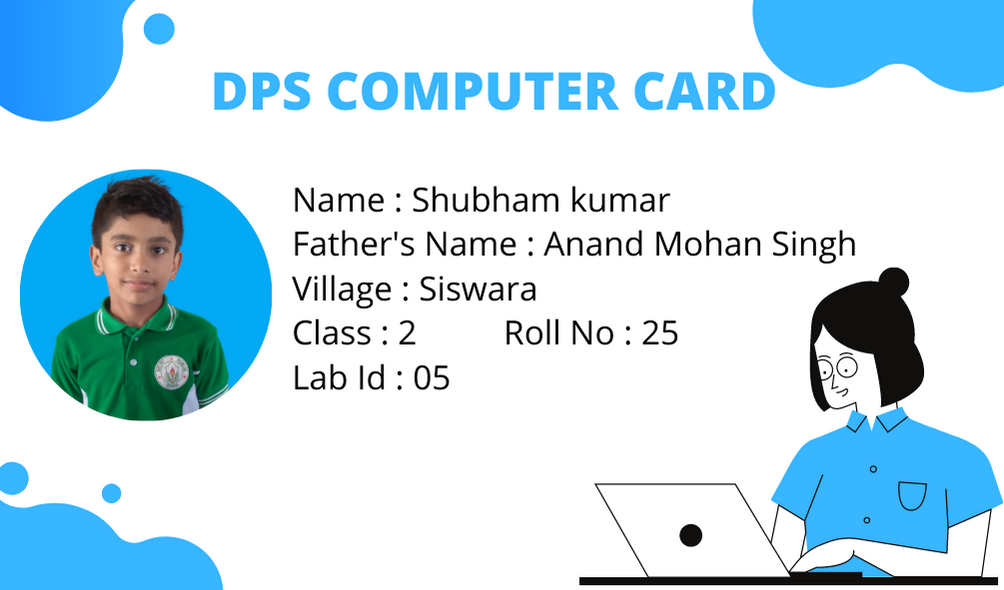 DPS COMPUTER CARD
Name : Shubham kumar
Father's Name : Anand Mohan Singh
Village : Siswara
Class : 2 Roll No : 25
Lab Id : 05